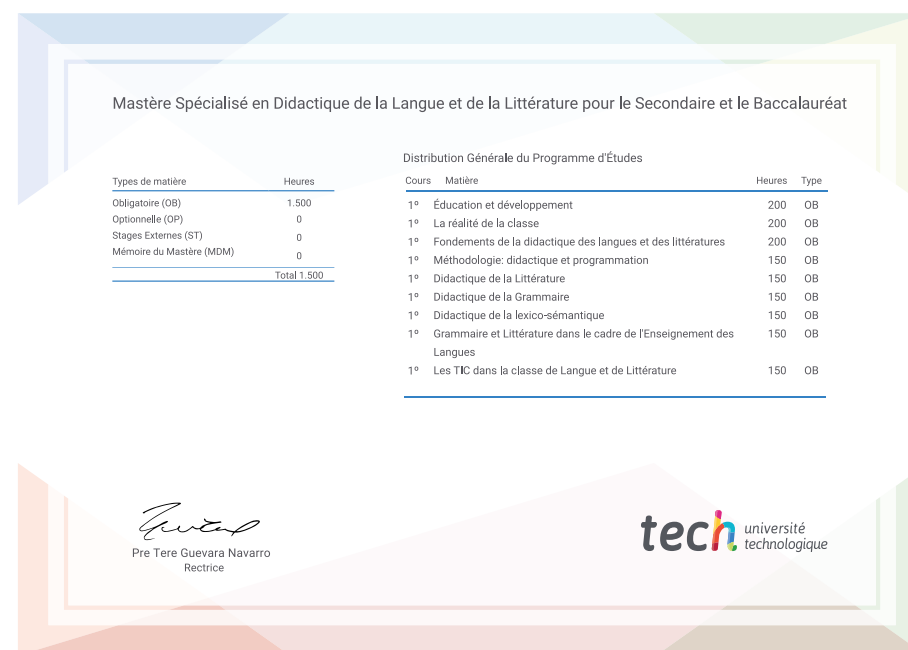 Mastère Spécialisé en Didactique de la Langue et de la Littérature pour le Secondaire et le Baccalauréat
Types de matière Heures
Obligatoire (OB) 1.500
Optionnelle (OP) 0
Stages Externes (ST) 0
Mémoire du Mastère (MDM) 0
Total 1.500
Distribution Générale du Programme d'Études
Cours Matière Heures Type
1º Éducation et développement 200 OB
1º La réalité de la classe 200 OB
1º Fondements de la didactique des langues et des littératures 200 OB
1º Méthodologie: didactique et programmation 150 OB
1º Didactique de la Littérature 150 OB
1º Didactique de la Grammaire 150 OB
1º Didactique de la lexico-sémantique 150 OB
1º Grammaire et Littérature dans le cadre de l'Enseignement des 150 OB
Langues
1º Les TIC dans la classe de Langue et de Littérature 150 OB
Pre Tere Guevara Navarro
Rectrice
tech université
technologique